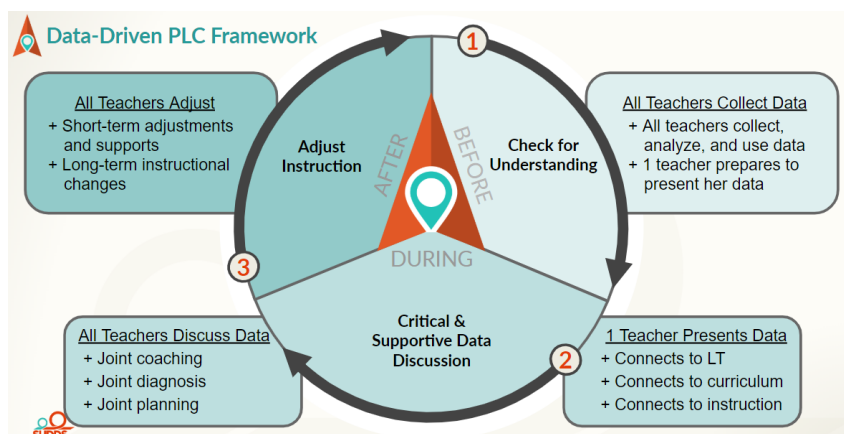 Data-Driven PLC Framework
1
All Teachers Adjust
+ Short-term adjustments
and supports
+ Long-term instructional
changes
Adjust
Instruction
AFTER
BEFORE
Check for
Understanding
All Teachers Collect Data
+ All teachers collect,
analyze, and use data
+ 1 teacher prepares to
present her data
DURING
3
Critical &
Supportive Data
Discussion
2
All Teachers Discuss Data
+ Joint coaching
+ Joint diagnosis
+ Joint planning
1 Teacher Presents Data
+ Connects to LT
+ Connects to curriculum
+ Connects to instruction